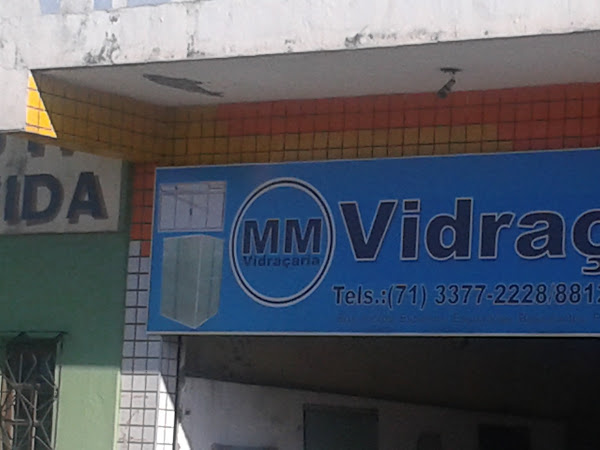 IDA
MM
Vidraçaria
Vidraç
Tels.:(71) 3377-2228/881